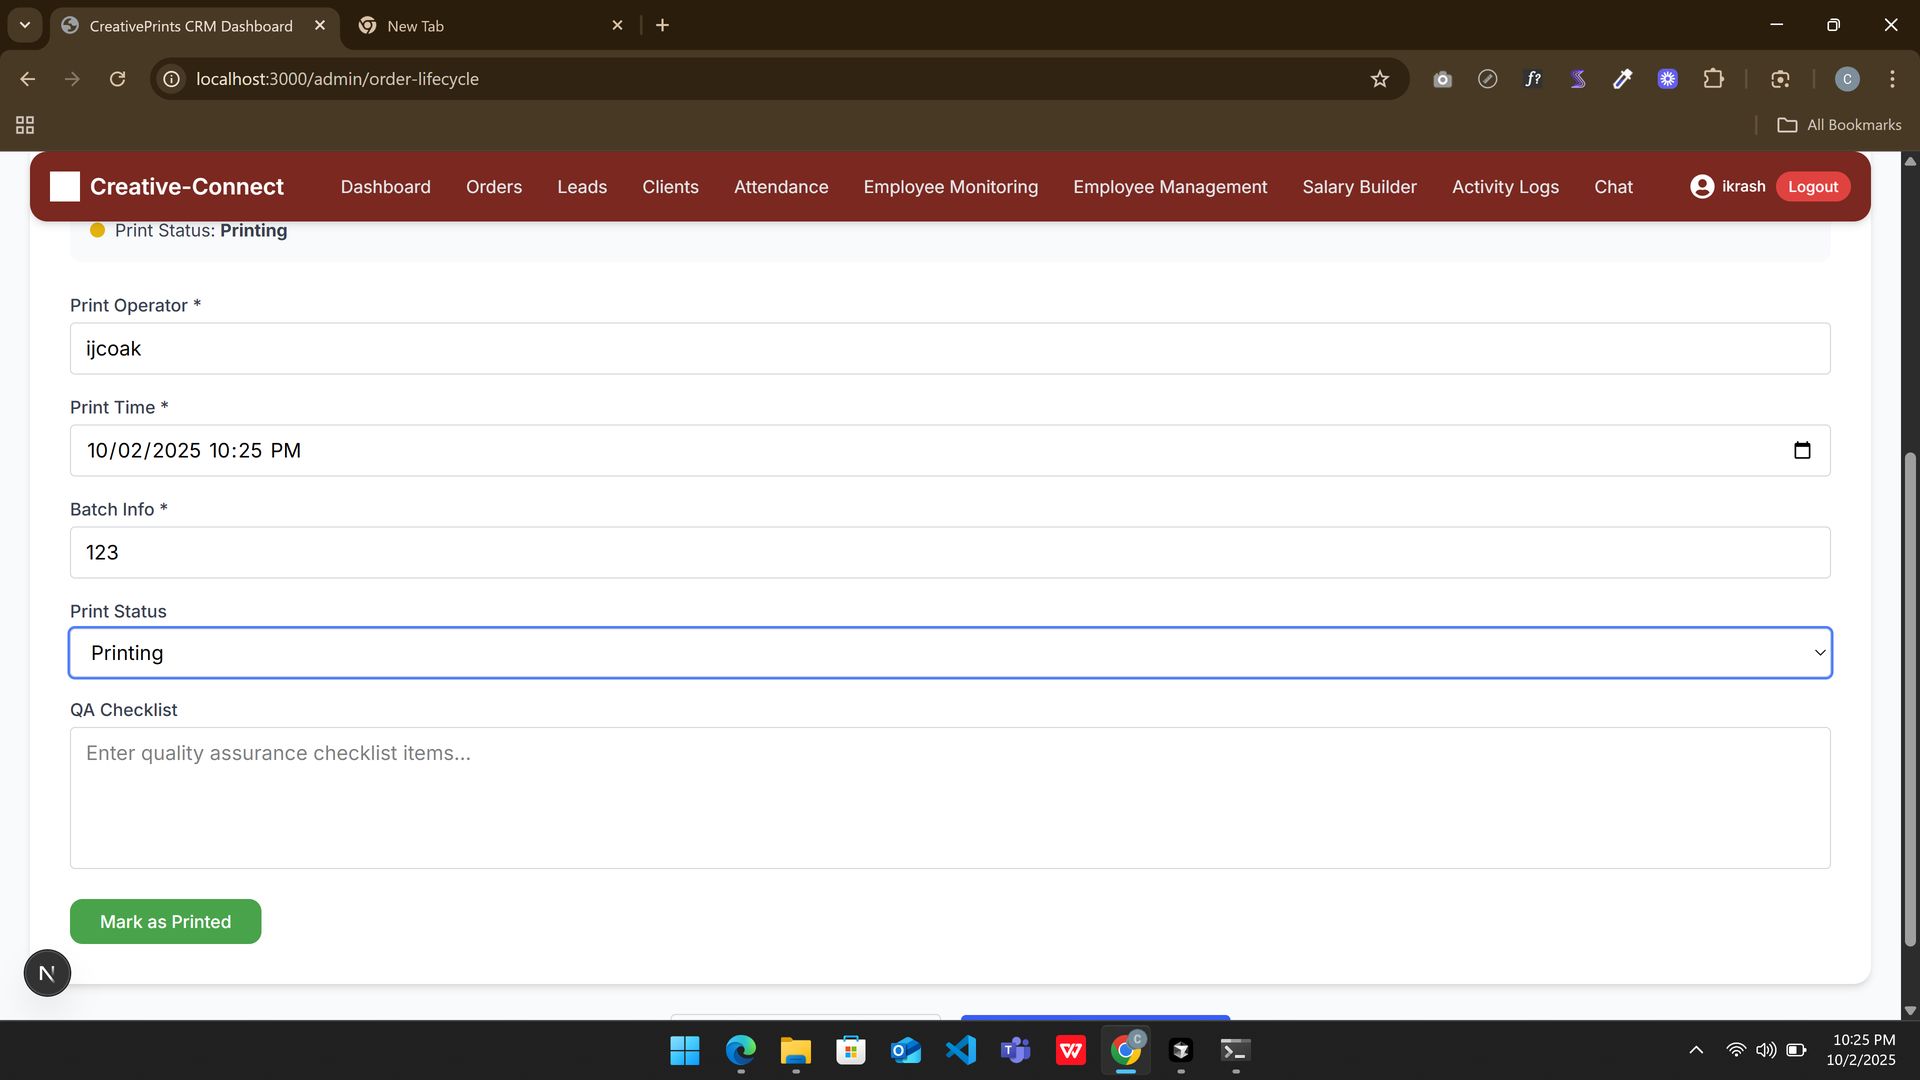 CreativePrints CRM Dashboard
New Tab
localhost:3000/admin/order-lifecycle
f?
C
All Bookmarks
Creative-Connect
Dashboard
Orders
Leads
Clients
Attendance
Employee Monitoring
Employee Management
Salary Builder
Activity Logs
Chat
ikrash
Logout
Print Status: Printing
Print Operator *
ijcoak
Print Time *
10/02/2025 10:25 PM
Batch Info *
123
Print Status
Printing
QA Checklist
Enter quality assurance checklist items...
Mark as Printed
N
10:25 PM
10/2/2025